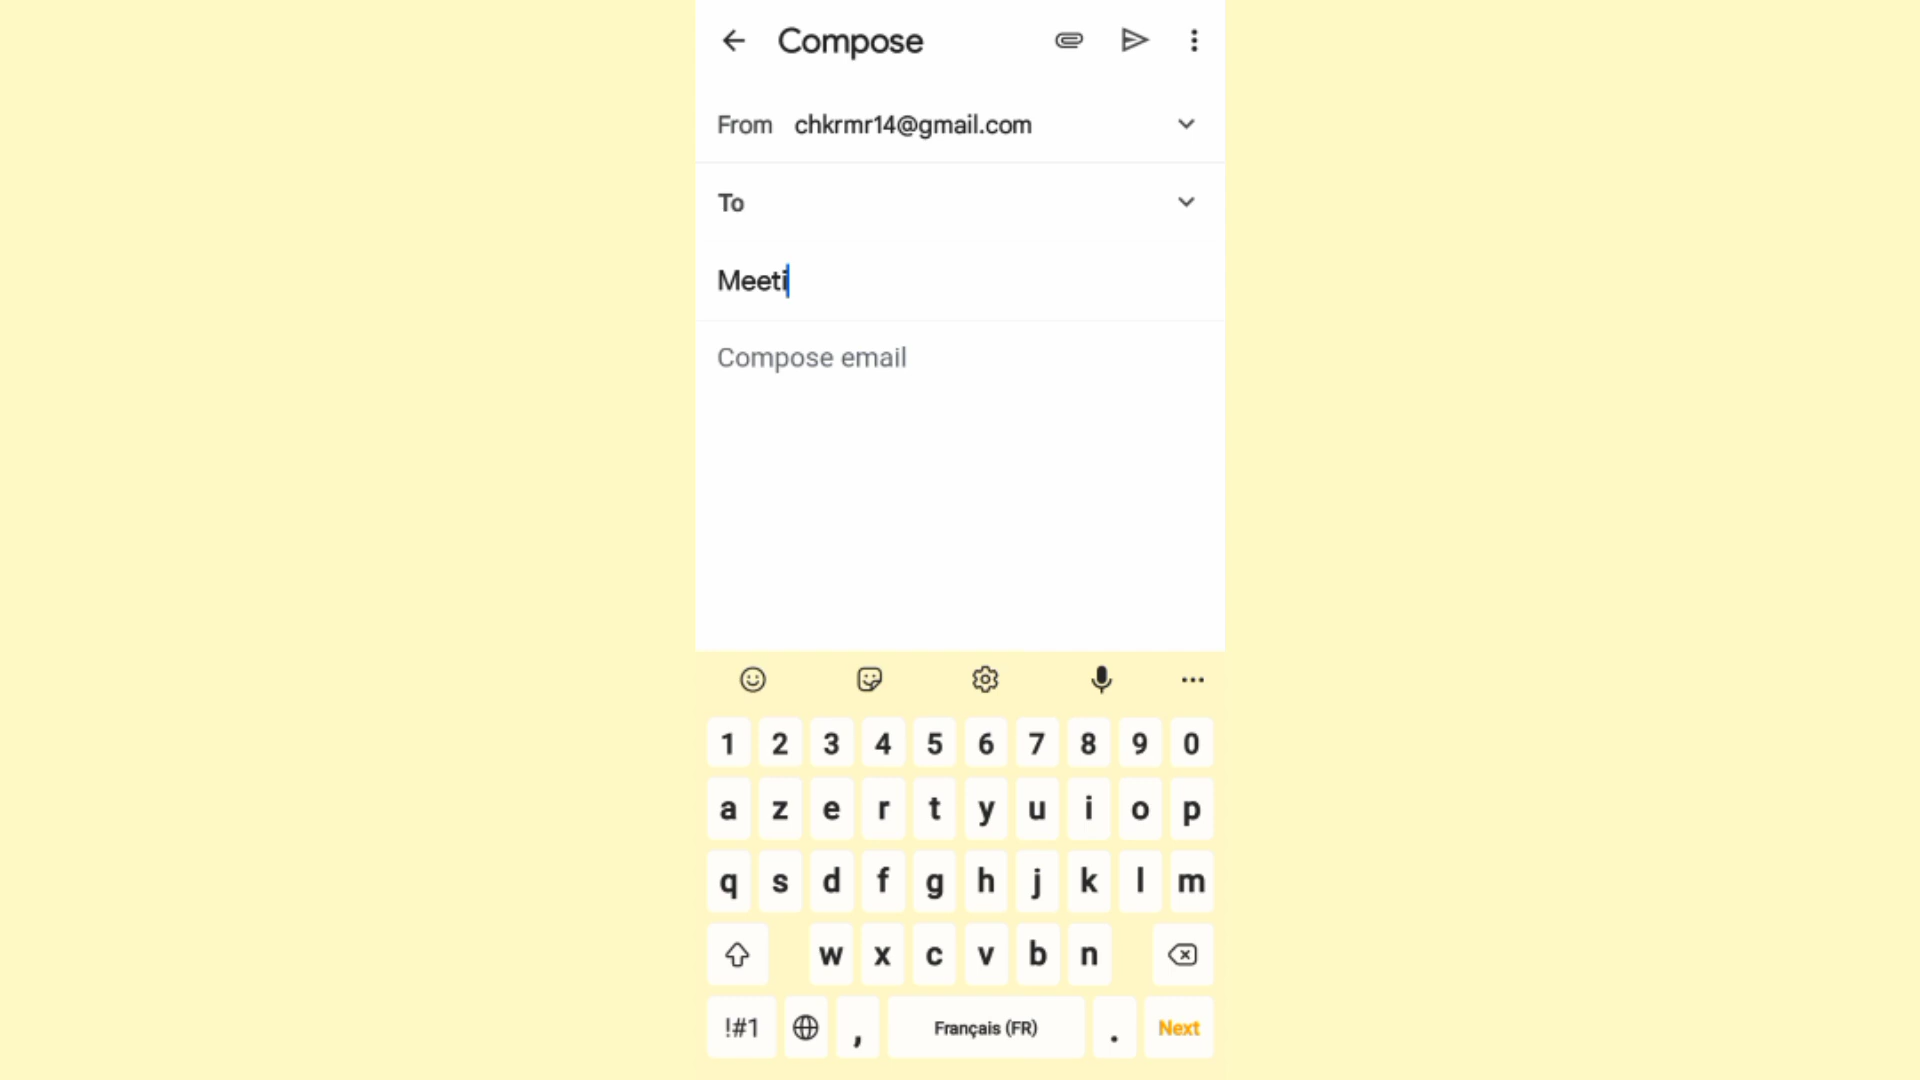 Compose
From chkrmr14@gmail.com
To
Meeti
Compose email
1 2 3 4 5 6 7 8 9 0
a z e r t y u i o p
q s d f g h j k l m
w x c v b n
!#1 , Français (FR) . Next